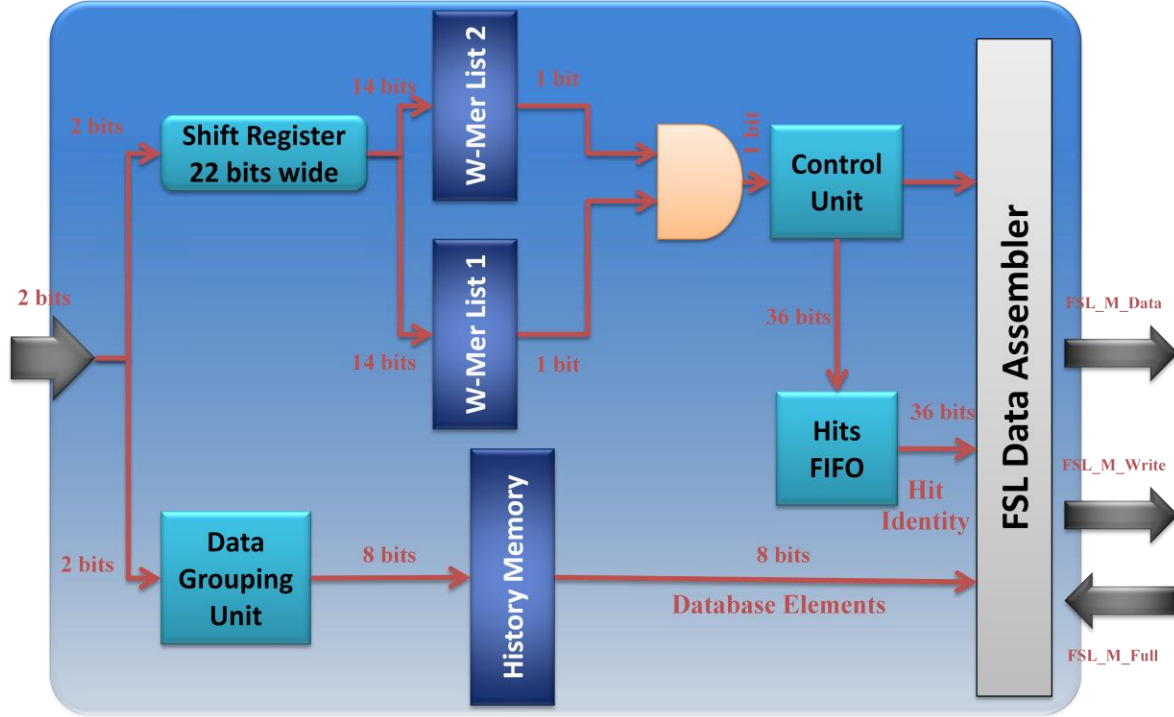 14 bits
W-Mer List 2
1 bit
2 bits
Shift Register
22 bits wide
1 bit
Control
Unit
2 bits
14 bits
W-Mer List 1
1 bit
36 bits
FSL Data Assembler
FSL_M_Data
Hits
FIFO
36 bits
Hit
Identity
FSL_M_Write
2 bits
Data
Grouping
Unit
8 bits
History Memory
8 bits
Database Elements
FSL_M_Full